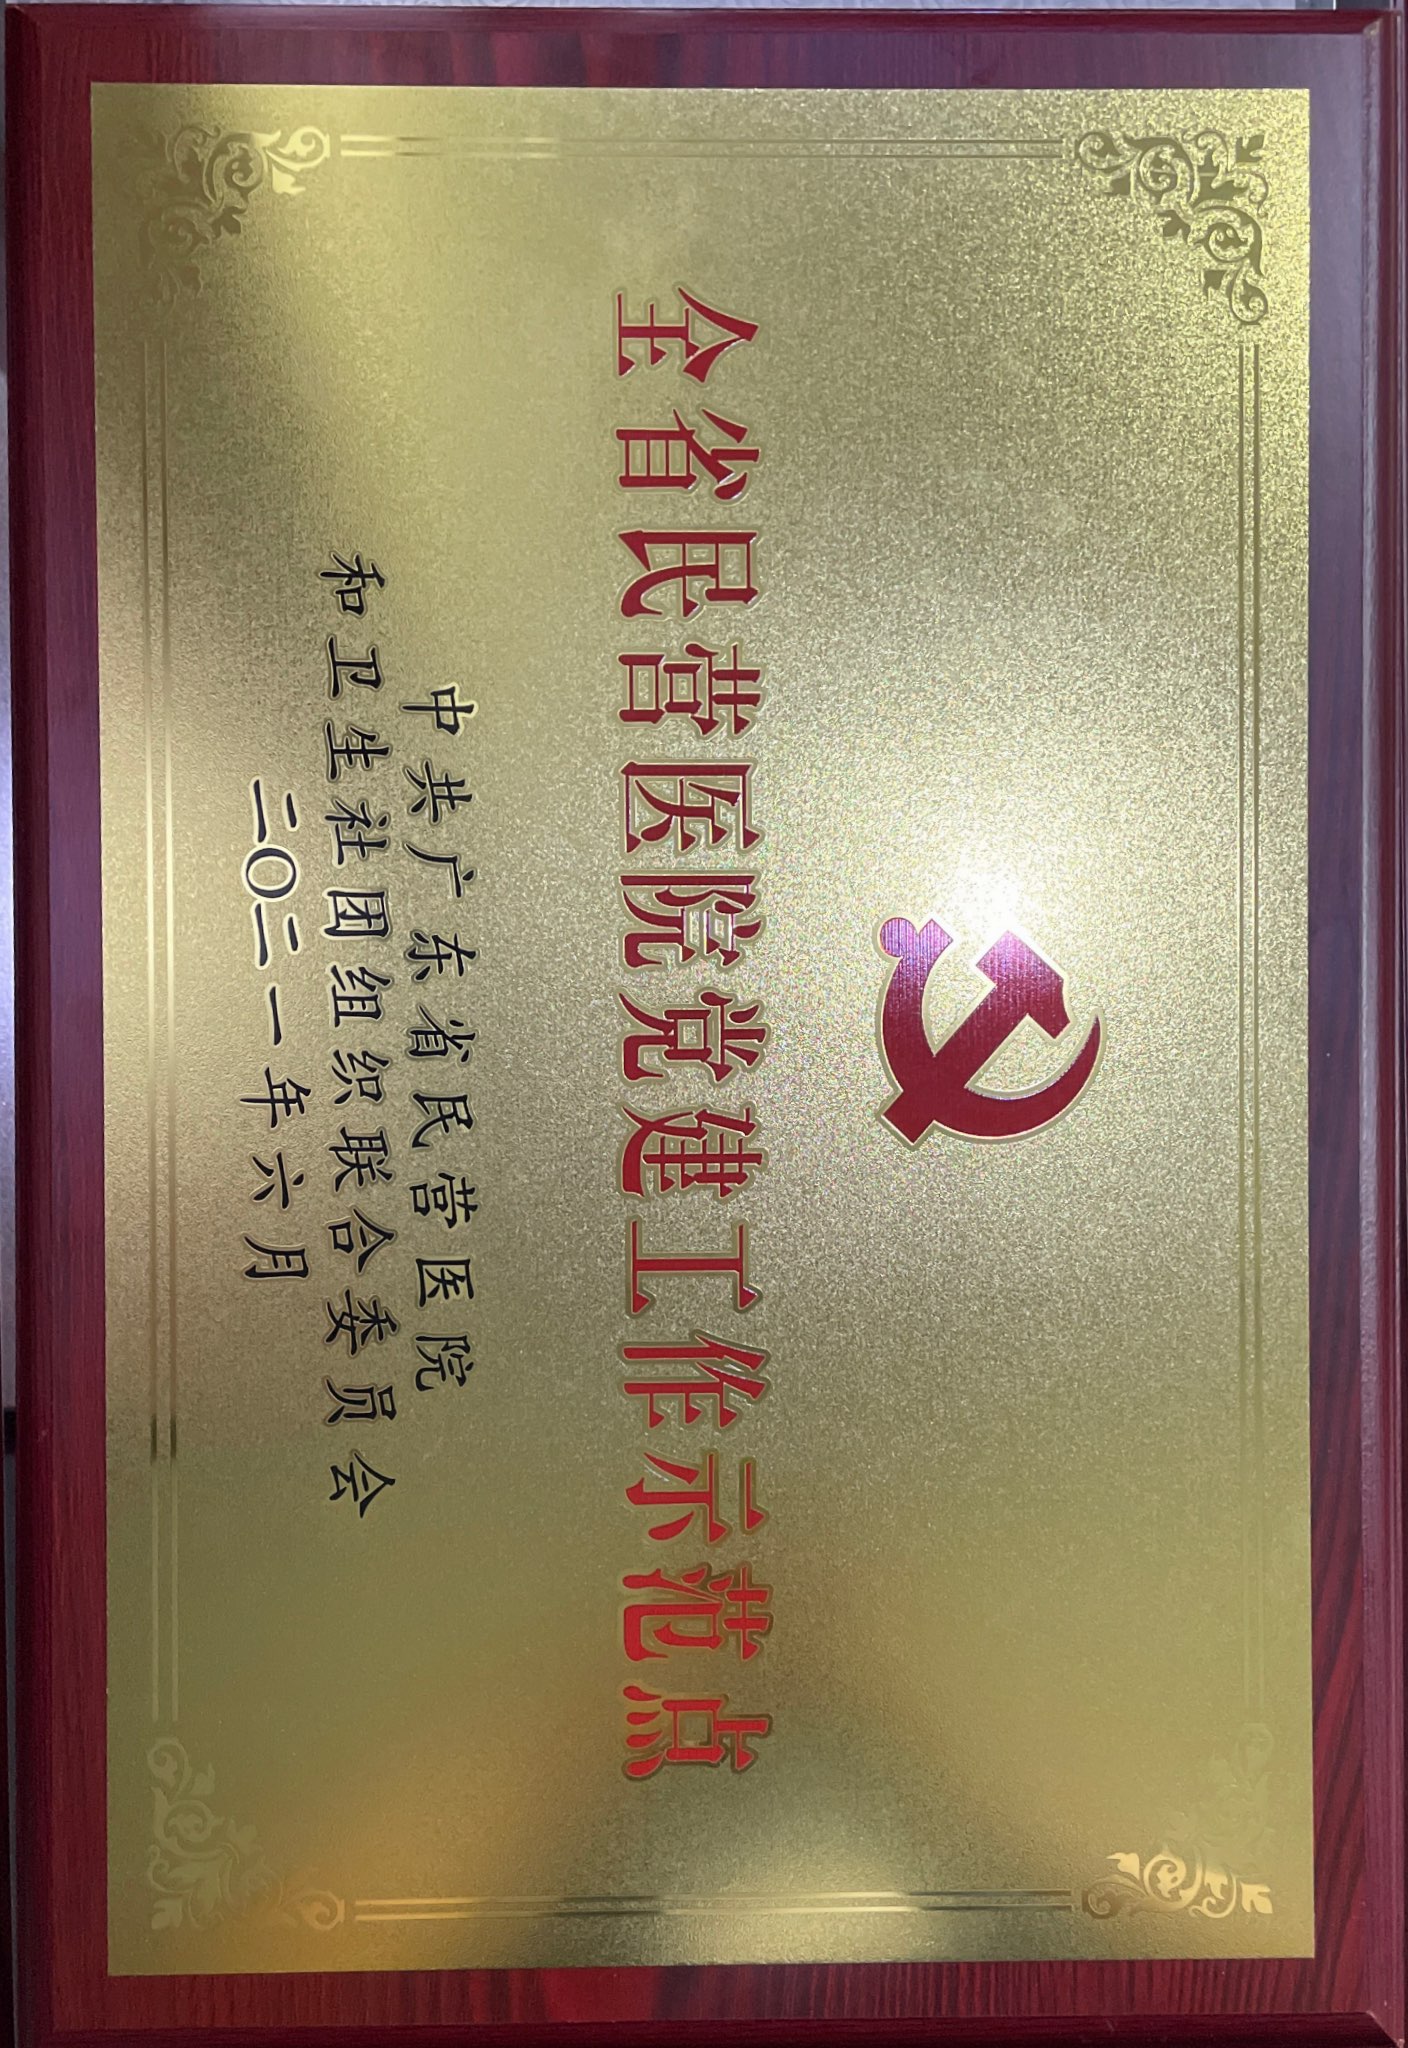 全省民营医院党建工作示范点
中共广东省民营医院
和卫生社团组织联合委员会
二〇二一年六月